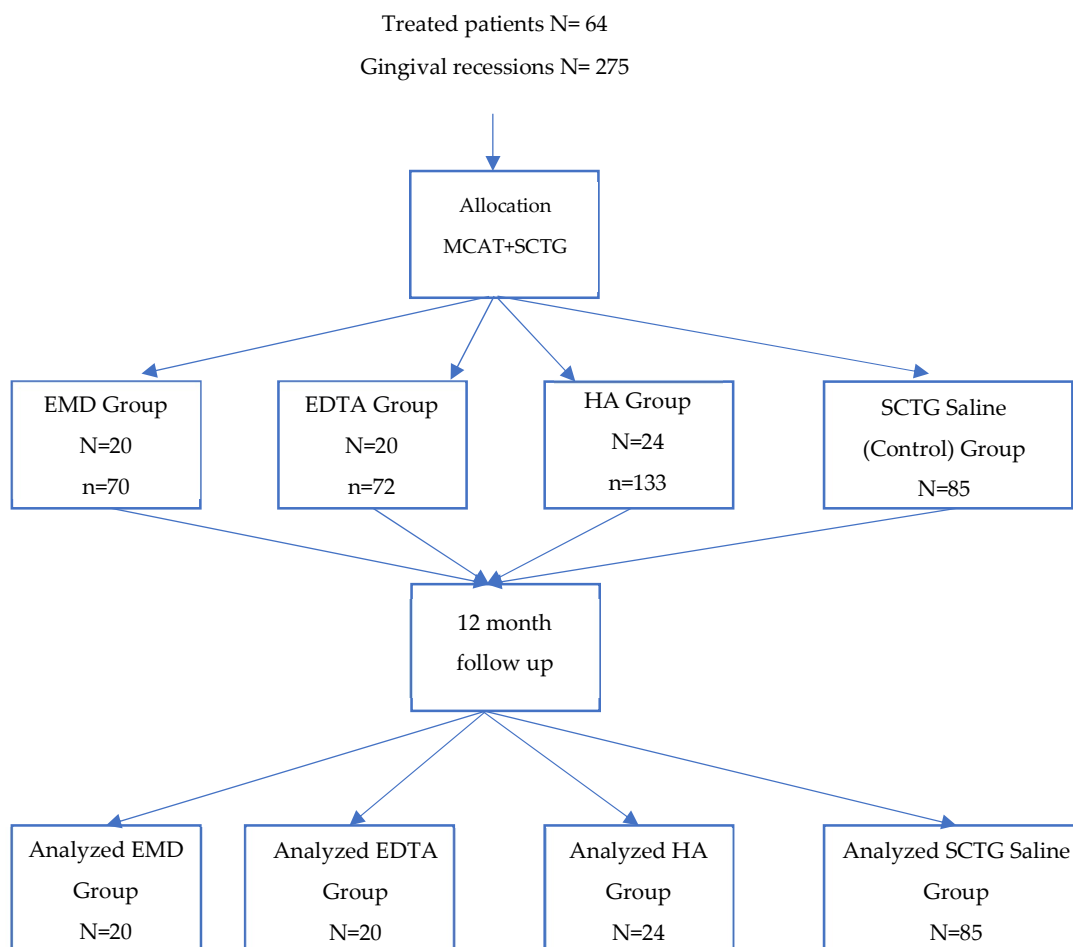 Treated patients N= 64
Gingival recessions N= 275
Allocation
MCAT+SCTG
EMD Group
N=20
n=70
EDTA Group
N=20
n=72
HA Group
N=24
n=133
SCTG Saline
(Control) Group
N=85
12 month
follow up
Analyzed EMD
Group
N=20
Analyzed EDTA
Group
N=20
Analyzed HA
Group
N=24
Analyzed SCTG Saline
Group
N=85